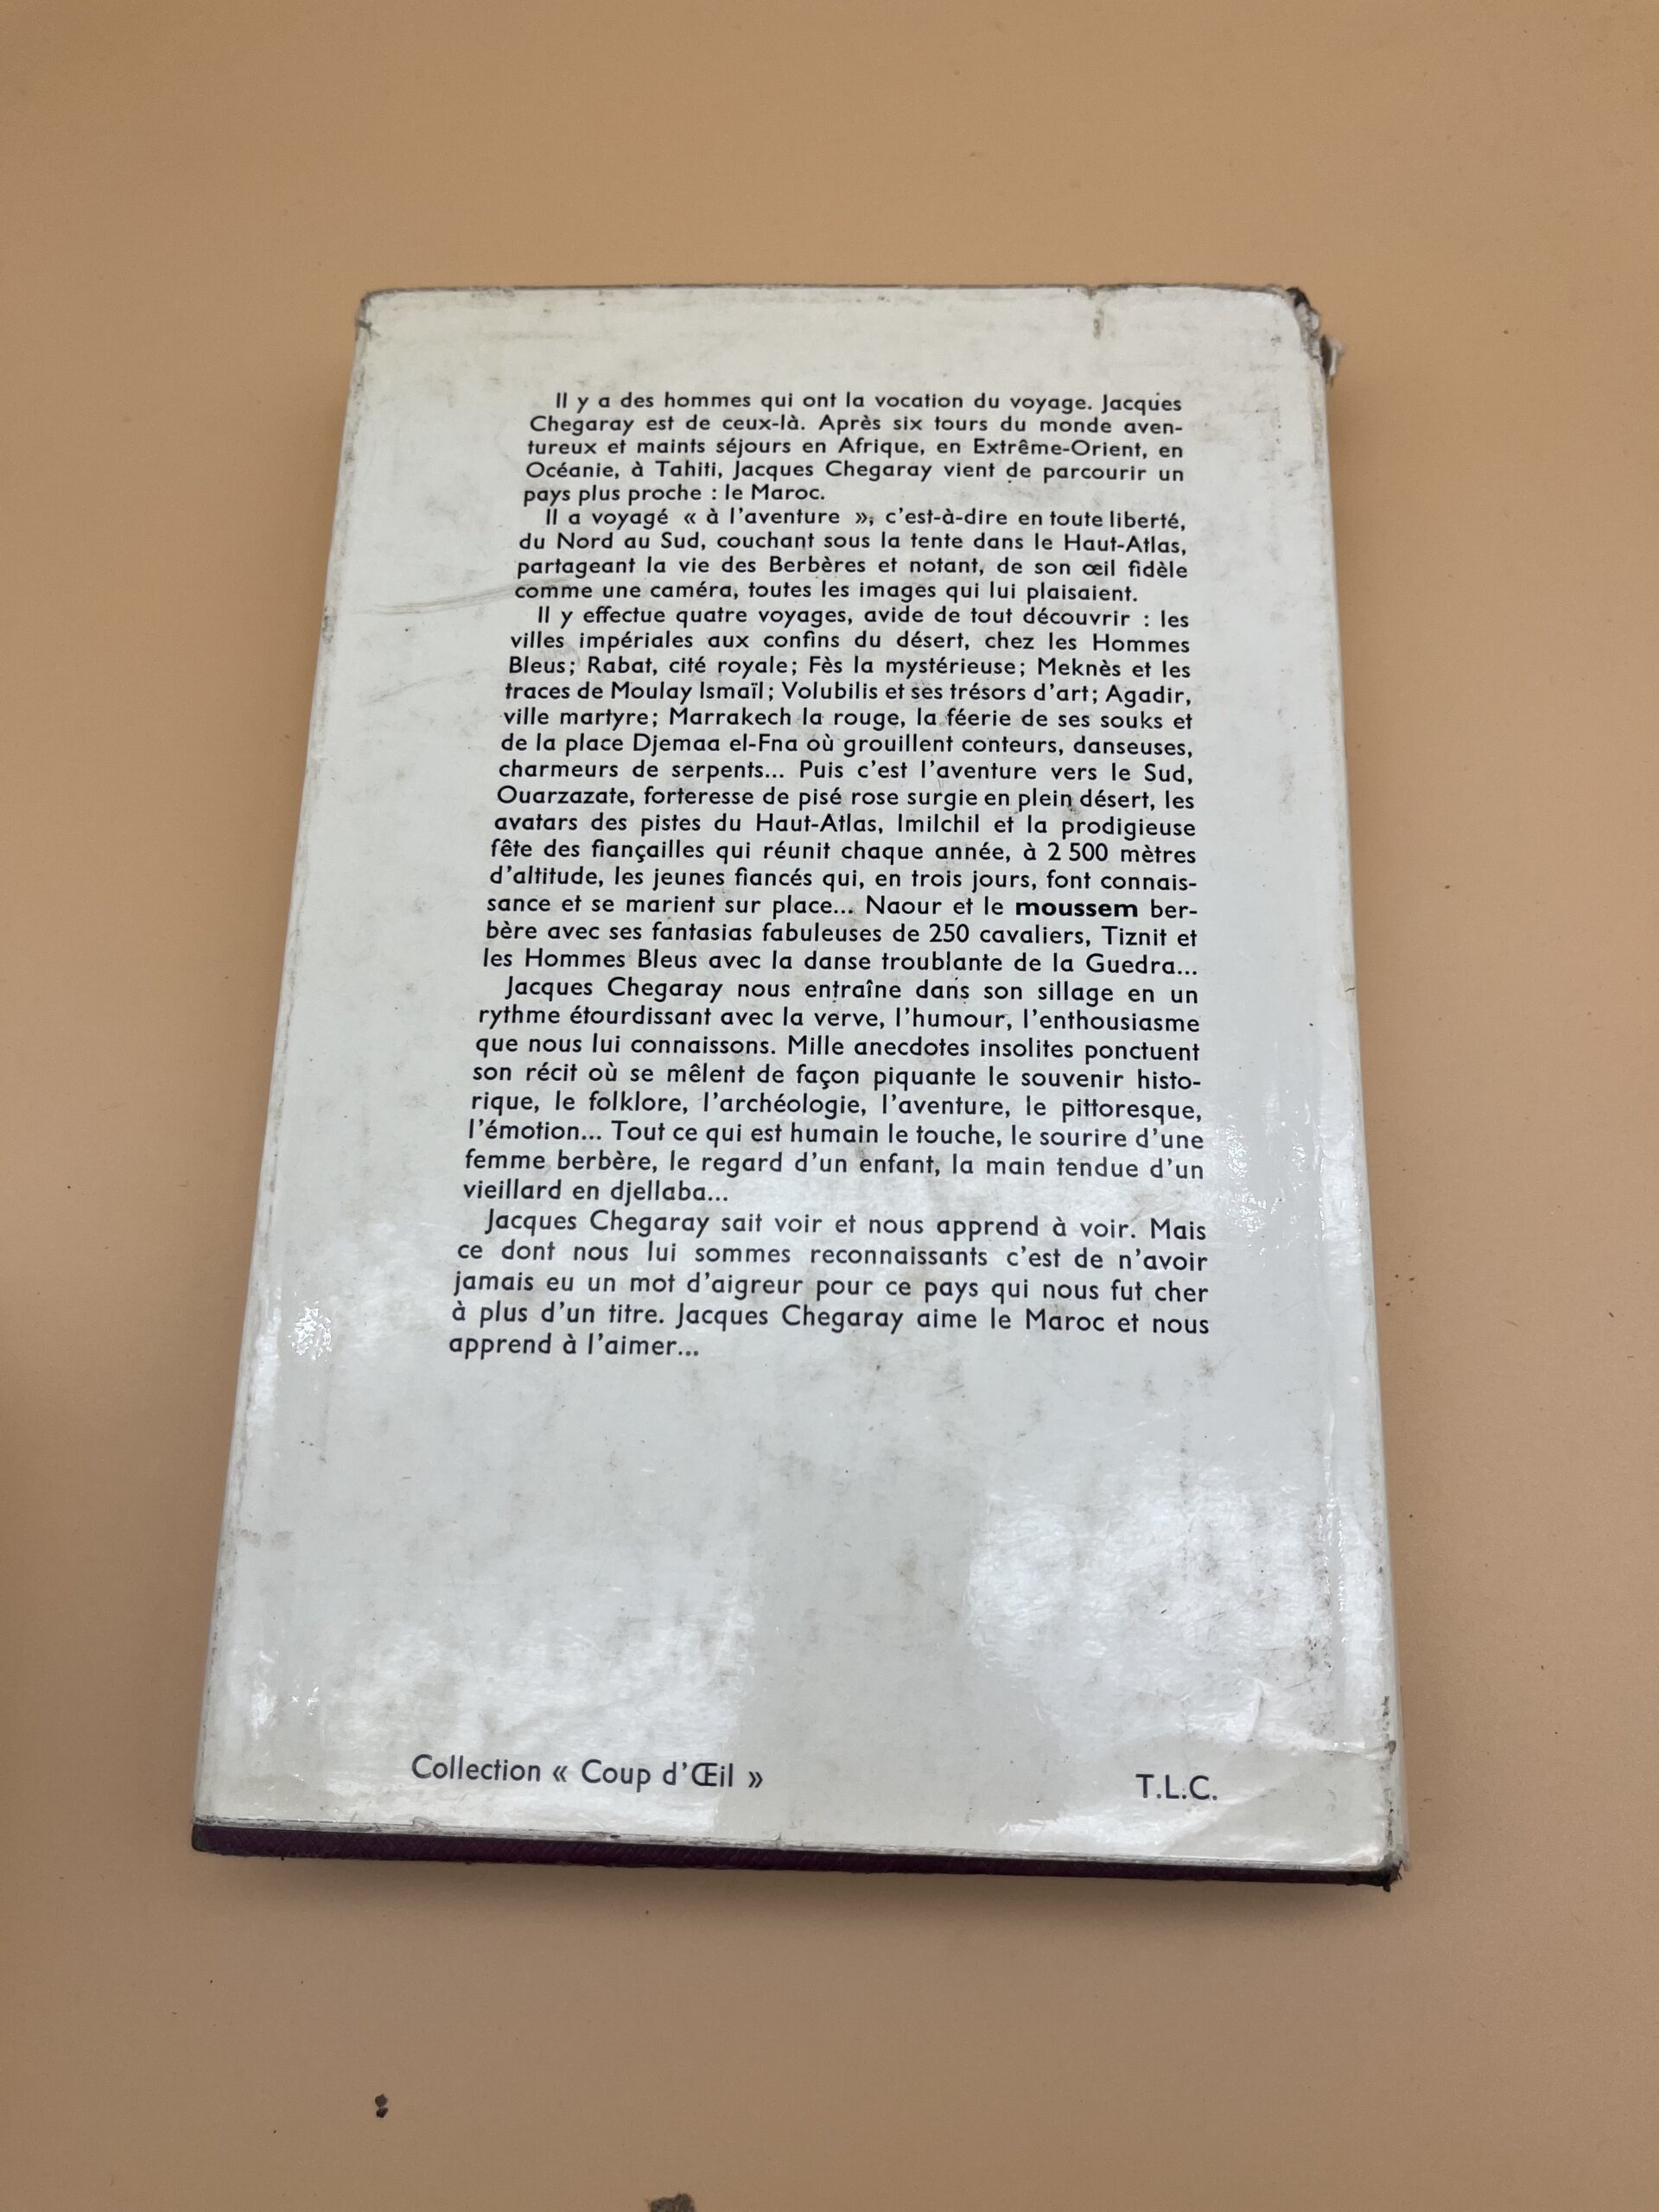 Il y a des hommes qui ont la vocation du voyage. Jacques
Chegaray est de ceux-là. Après six tours du monde aven-
tureux et maints séjours en Afrique, en Extrême-Orient, en
Océanie, à Tahiti, Jacques Chegaray vient de parcourir un
pays plus proche : le Maroc.
Il a voyagé « à l'aventure », c'est-à-dire en toute liberté,
du Nord au Sud, couchant sous la tente dans le Haut-Atlas,
partageant la vie des Berbères et notant, de son œil fidèle
comme une caméra, toutes les images qui lui plaisaient.
Il y effectue quatre voyages, avide de tout découvrir : les
villes impériales aux confins du désert, chez les Hommes
Bleus; Rabat, cité royale; Fès la mystérieuse; Meknès et les
traces de Moulay Ismaïl; Volubilis et ses trésors d'art; Agadir,
ville martyre; Marrakech la rouge, la féerie de ses souks et
de la place Djemaa el-Fna où grouillent conteurs, danseuses,
charmeurs de serpents... Puis c'est l'aventure vers le Sud,
Ouarzazate, forteresse de pisé rose surgie en plein désert, les
avatars des pistes du Haut-Atlas, Imilchil et la prodigieuse
fête des fiançailles qui réunit chaque année, à 2 500 mètres
d'altitude, les jeunes fiancés qui, en trois jours, font connais-
sance et se marient sur place... Naour et le moussem ber-
bère avec ses fantasias fabuleuses de 250 cavaliers, Tiznit et
les Hommes Bleus avec la danse troublante de la Guedra...
Jacques Chegaray nous entraîne dans son sillage en un
rythme étourdissant avec la verve, l'humour, l'enthousiasme
que nous lui connaissons. Mille anecdotes insolites ponctuent
son récit où se mêlent de façon piquante le souvenir histo-
rique, le folklore, l'archéologie, l'aventure, le pittoresque,
l'émotion... Tout ce qui est humain le touche, le sourire d'une
femme berbère, le regard d'un enfant, la main tendue d'un
vieillard en djellaba...
Jacques Chegaray sait voir et nous apprend à voir. Mais
ce dont nous lui sommes reconnaissants c'est de n'avoir
jamais eu un mot d'aigreur pour ce pays qui nous fut cher
à plus d'un titre. Jacques Chegaray aime le Maroc et nous
apprend à l'aimer...
Collection « Coup d'Œil »
T.L.C.